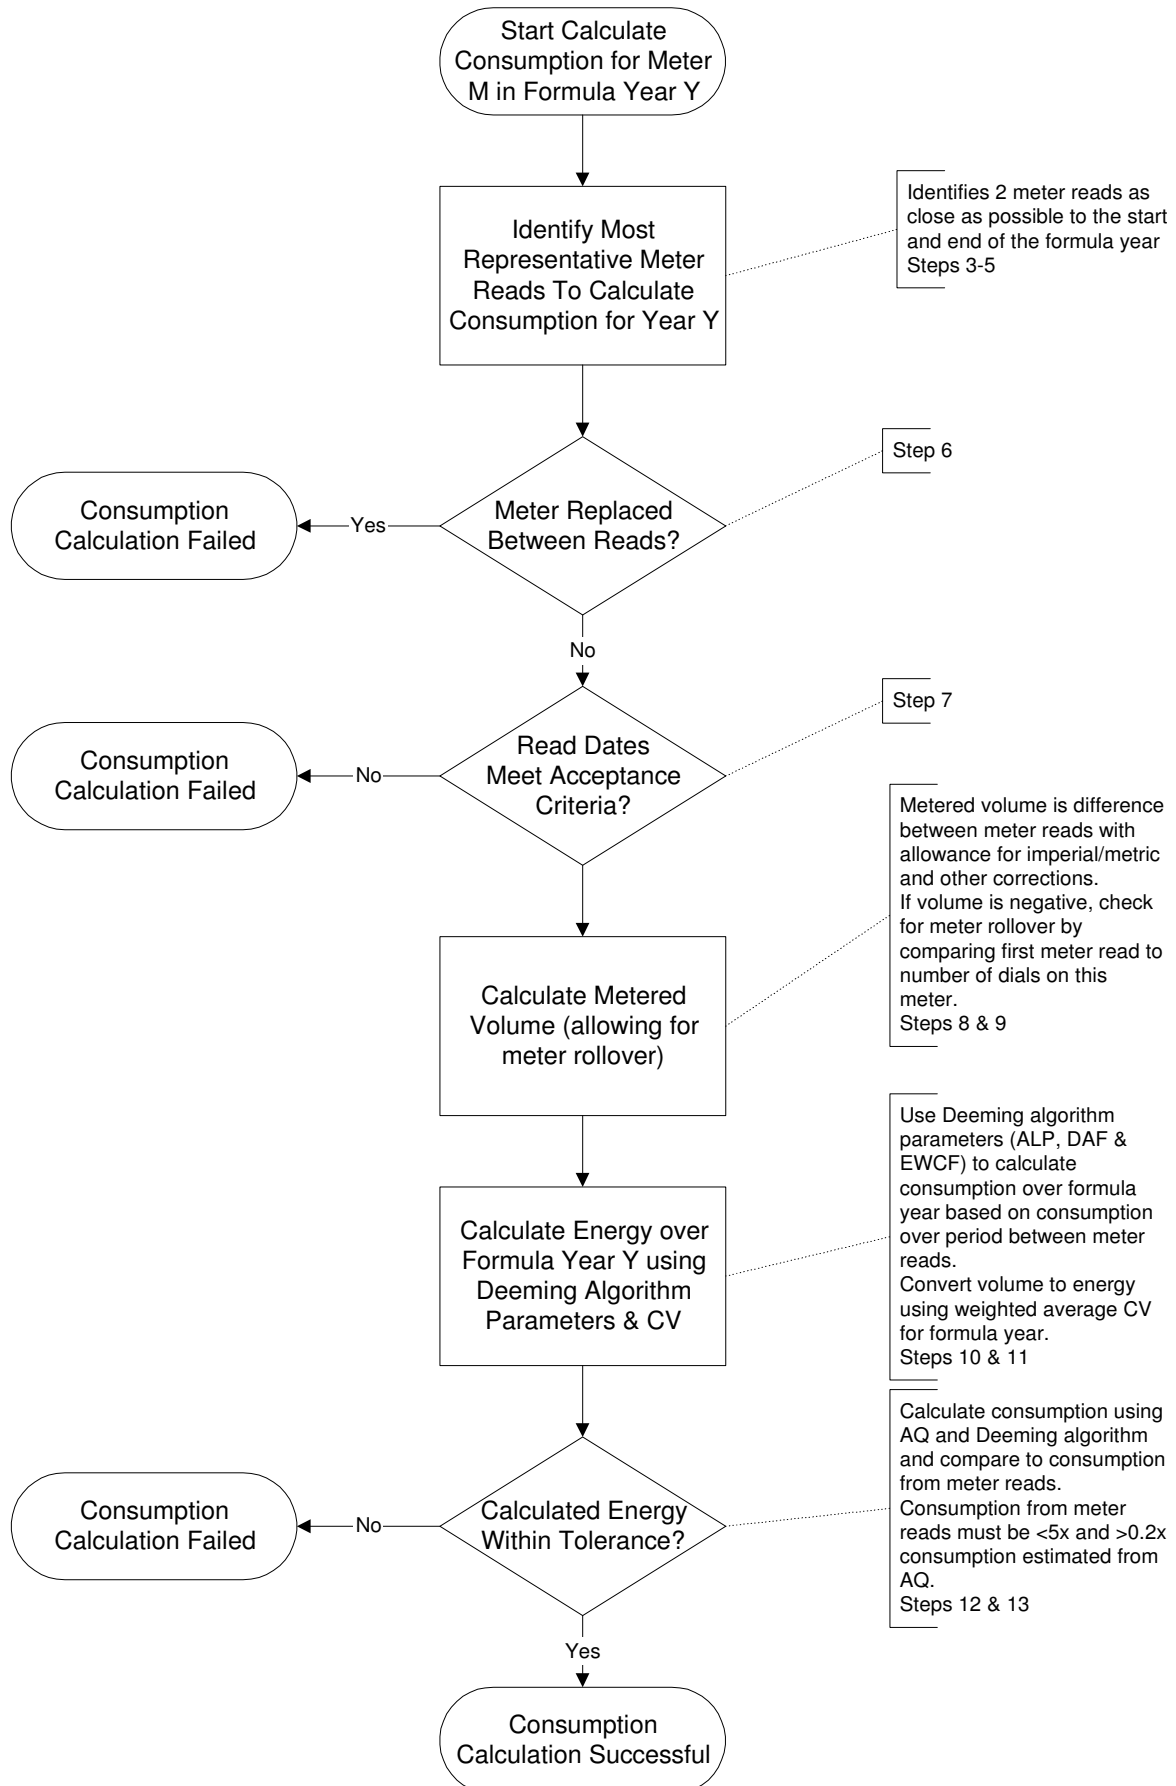 Start Calculate
Consumption for Meter
M in Formula Year Y
Identify Most
Representative Meter
Reads To Calculate
Consumption for Year Y
Identifies 2 meter reads as
close as possible to the start
and end of the formula year
Steps 3-5
Meter Replaced
Between Reads?
Step 6
Yes
Consumption
Calculation Failed
No
Read Dates
Meet Acceptance
Criteria?
Step 7
No
Consumption
Calculation Failed
Calculate Metered
Volume (allowing for
meter rollover)
Metered volume is difference
between meter reads with
allowance for imperial/metric
and other corrections.
If volume is negative, check
for meter rollover by
comparing first meter read to
number of dials on this
meter.
Steps 8 & 9
Calculate Energy over
Formula Year Y using
Deeming Algorithm
Parameters & CV
Use Deeming algorithm
parameters (ALP, DAF &
EWCF) to calculate
consumption over formula
year based on consumption
over period between meter
reads.
Convert volume to energy
using weighted average CV
for formula year.
Steps 10 & 11
Calculated Energy
Within Tolerance?
Calculate consumption using
AQ and Deeming algorithm
and compare to consumption
from meter reads.
Consumption from meter
reads must be <5x and >0.2x
consumption estimated from
AQ.
Steps 12 & 13
No
Consumption
Calculation Failed
Yes
Consumption
Calculation Successful